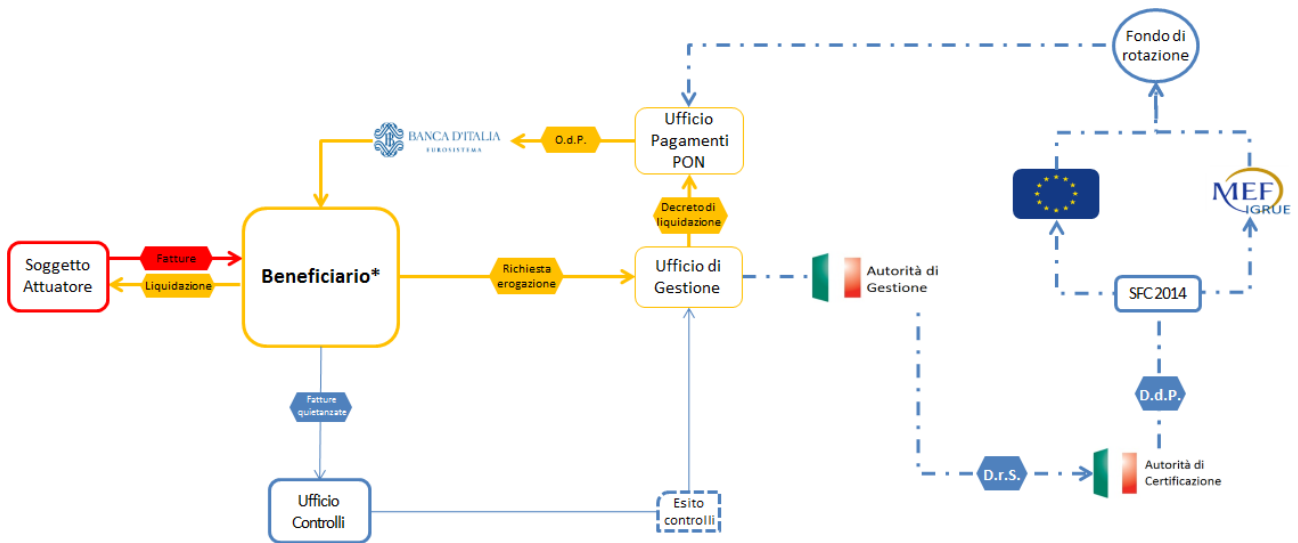 Fondo di
rotazione
Ufficio
Pagamenti
PON
O.d.P.
BANCA D'ITALIA
EUROSISTEMA
MEF
IGRUE
Decreto di
liquidazione
Soggetto
Attuatore
Fatture
Liquidazione
Beneficiario*
Richiesta
erogazione
Ufficio di
Gestione
Autorità di
Gestione
SFC 2014
Fatture
quietanzate
D.d.P.
D.r.S.
Autorità di
Certificazione
Ufficio
Controlli
Esito
controlli